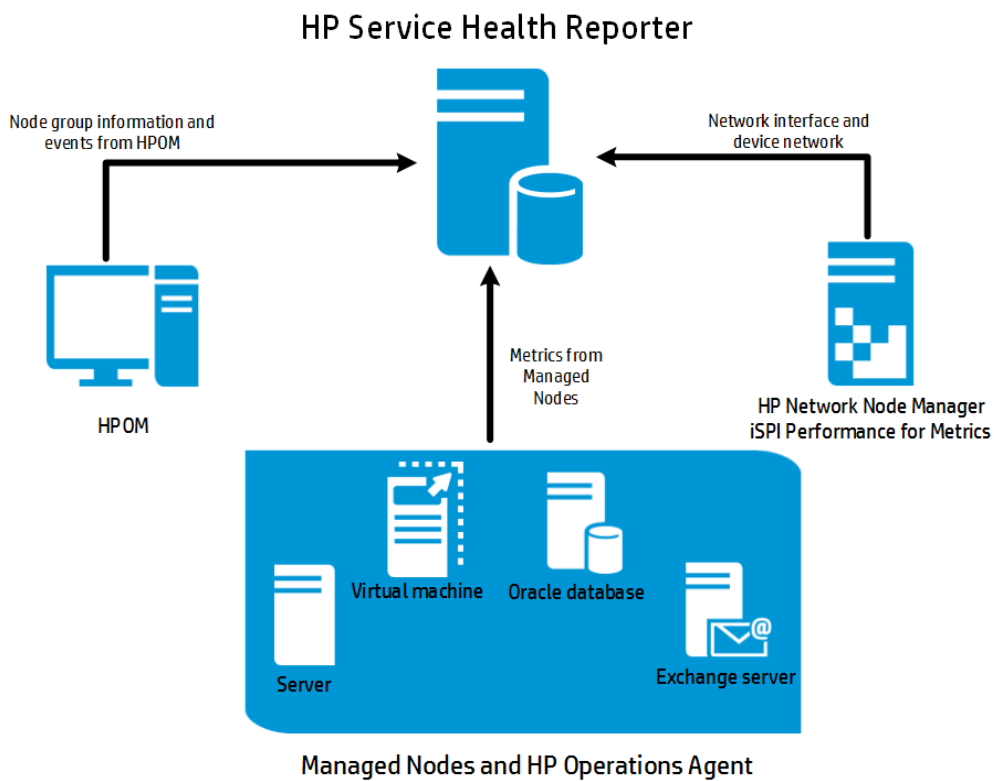 HP Service Health Reporter
Node group information and
events from HPOM
Network interface and
device network
Metrics from
Managed
Nodes
HPOM
HP Network Node Manager
iSPI Performance for Metrics
Virtual machine
Oracle database
@
Server
Exchange server
Managed Nodes and HP Operations Agent